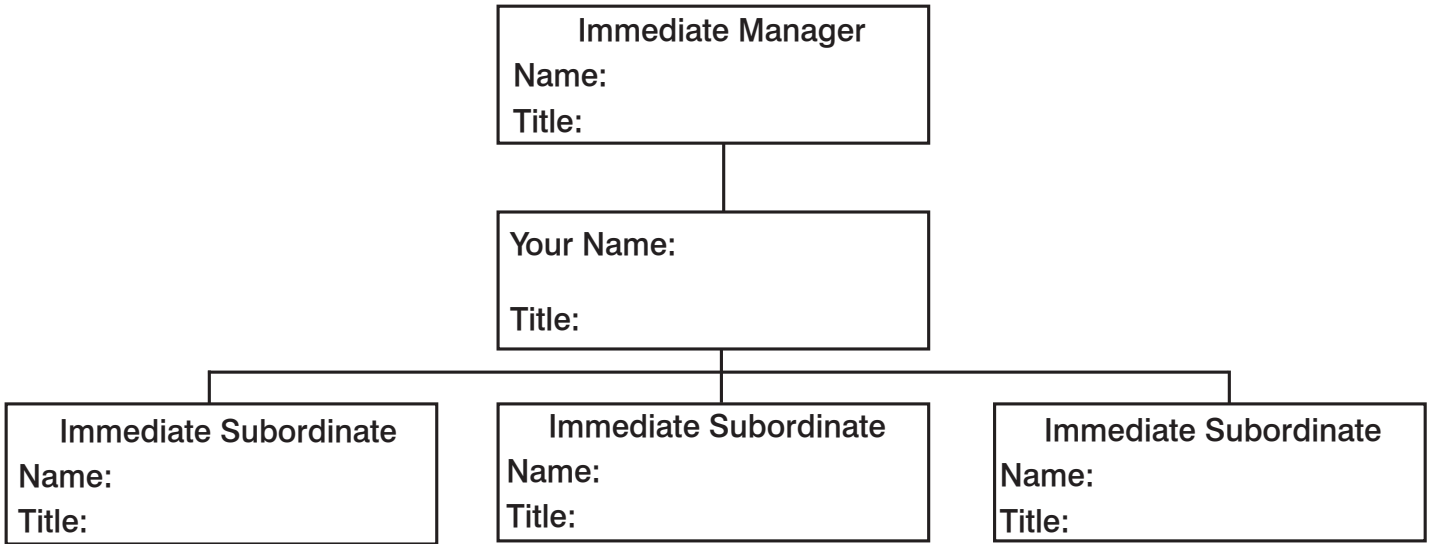 Immediate Manager
Name:
Title:
Your Name:
Title:
Immediate Subordinate
Name:
Title:
Immediate Subordinate
Name:
Title:
Immediate Subordinate
Name:
Title: